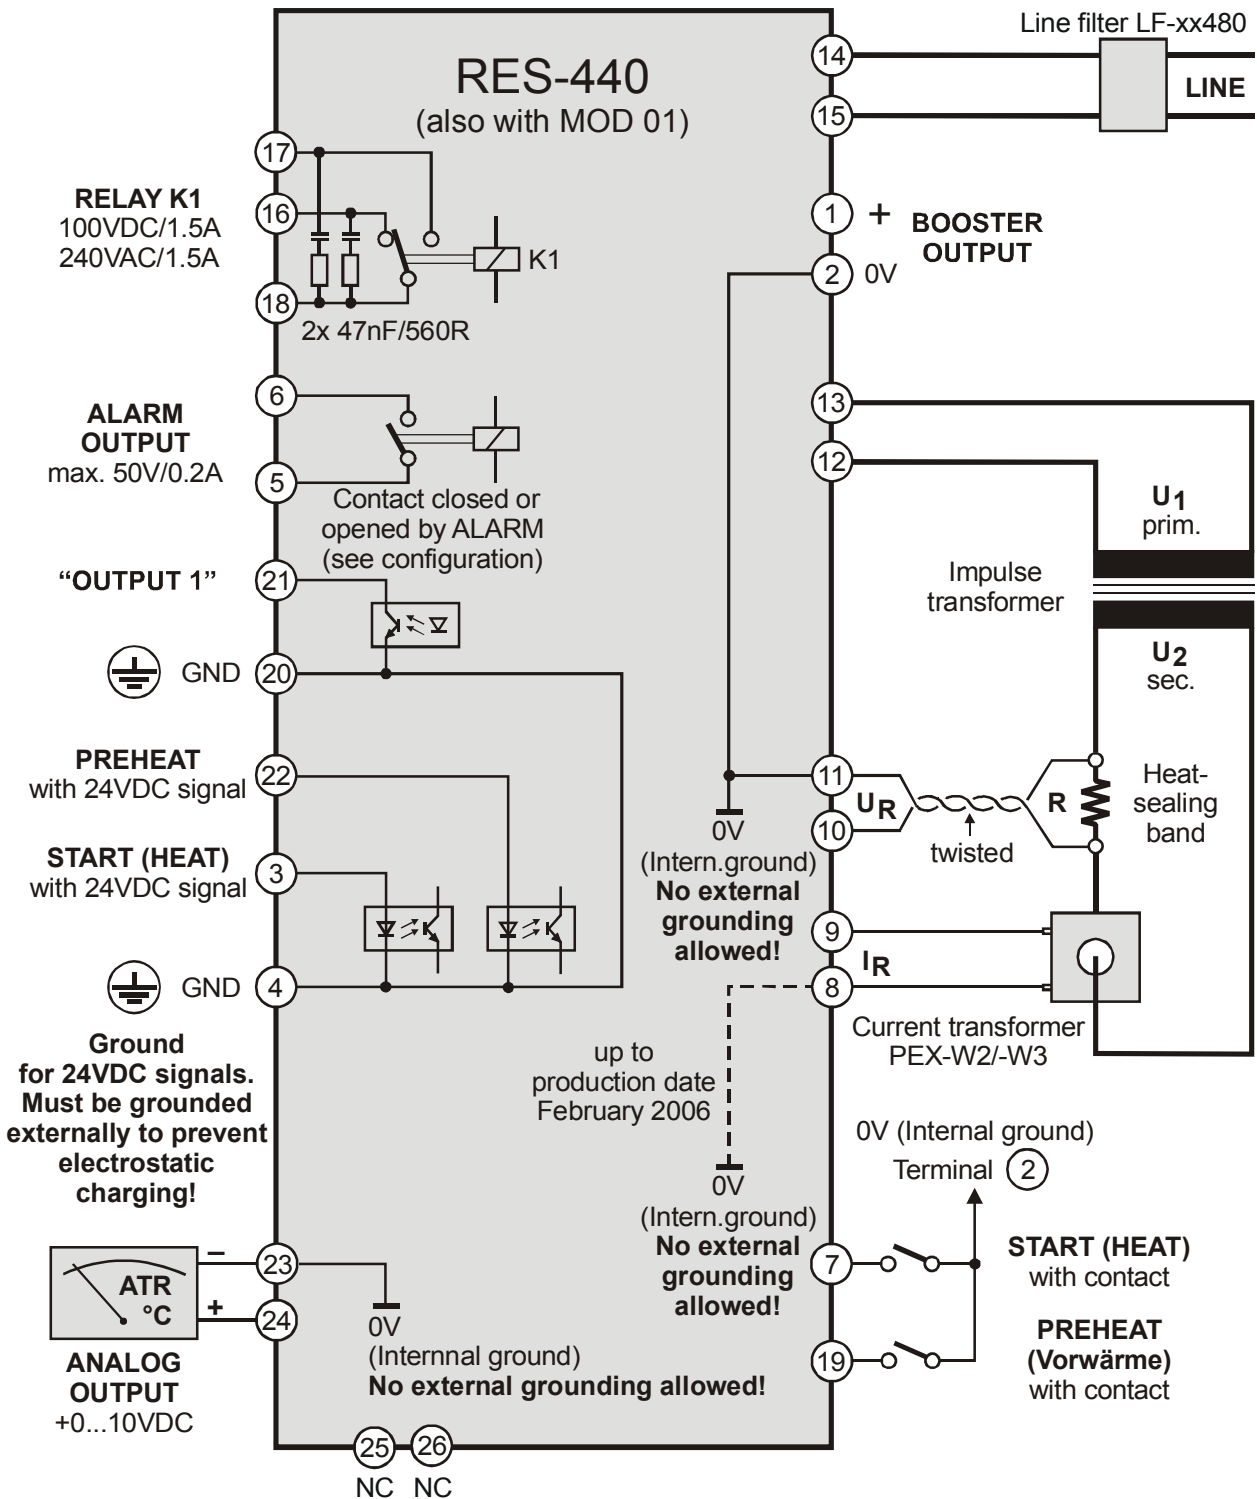 Line filter LF-xx480
RES-440
(also with MOD 01)
14
LINE
15
17
RELAY K1
100VDC/1.5A
240VAC/1.5A
16
K1
18
2x 47nF/560R
1
+
BOOSTER
OUTPUT
2
0V
6
ALARM
OUTPUT
max. 50V/0.2A
5
Contact closed or
opened by ALARM
(see configuration)
13
12
U1
prim.
Impulse
transformer
U2
sec.
“OUTPUT 1”
21
GND
20
PREHEAT
with 24VDC signal
22
START (HEAT)
with 24VDC signal
3
GND
4
Ground
for 24VDC signals.
Must be grounded
externally to prevent
electrostatic
charging!
11
UR
10
twisted
R
Heat-
sealing
band
0V
(Intern.ground)
No external
grounding
allowed!
9
IR
8
Current transformer
PEX-W2/-W3
up to
production date
February 2006
0V
(Intern.ground)
No external
grounding
allowed!
0V (Internal ground)
Terminal 2
7
START (HEAT)
with contact
19
PREHEAT
(Vorwärme)
with contact
ATR
°C
–
+
23
24
ANALOG
OUTPUT
+0...10VDC
0V
(Internnal ground)
No external grounding allowed!
25
26
NC
NC